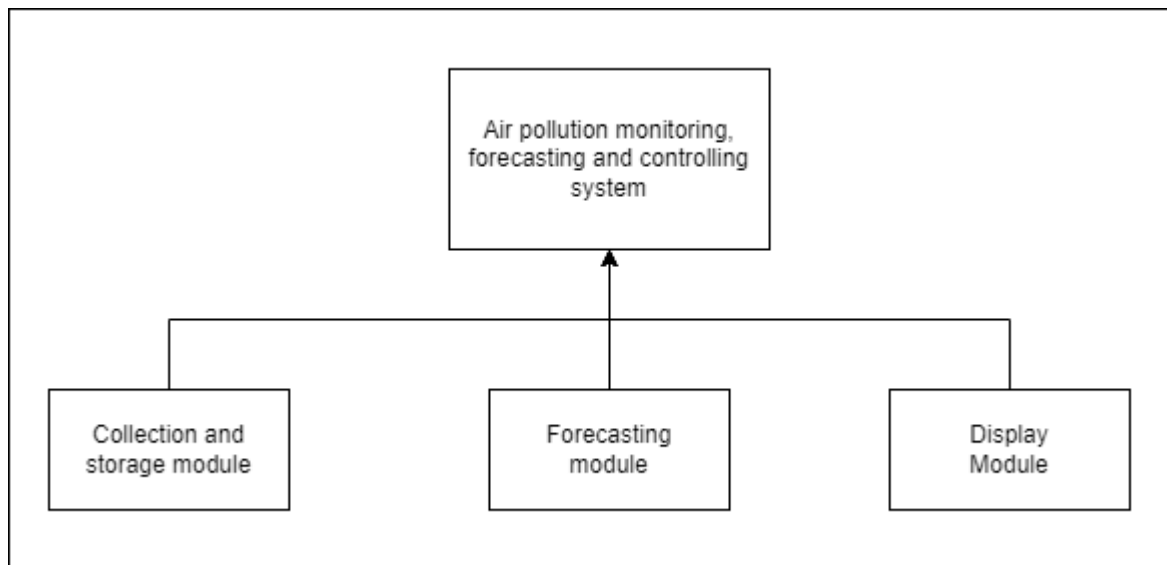 Air pollution monitoring,
forecasting and controlling
system
Collection and
storage module
Forecasting
module
Display
Module